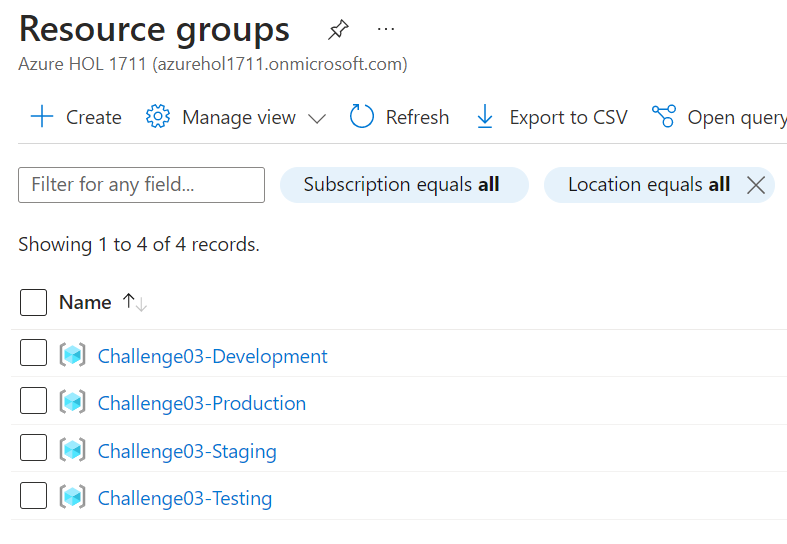 Resource groups
Azure HOL 1711 (azurehol1711.onmicrosoft.com)
Create Manage view Refresh Export to CSV Open query
Filter for any field... Subscription equals all Location equals all
Showing 1 to 4 of 4 records.
Name
Challenge03-Development
Challenge03-Production
Challenge03-Staging
Challenge03-Testing